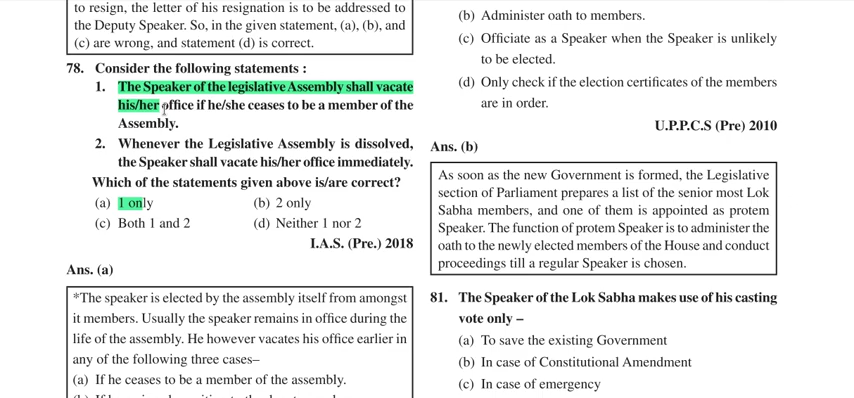 to resign, the letter of his resignation is to be addressed to
the Deputy Speaker. So, in the given statement, (a), (b), and
(c) are wrong, and statement (d) is correct.
78. Consider the following statements :
1. The Speaker of the legislative Assembly shall vacate
his/her office if he/she ceases to be a member of the
Assembly.
2. Whenever the Legislative Assembly is dissolved,
the Speaker shall vacate his/her office immediately.
Which of the statements given above is/are correct?
(a) 1 only (b) 2 only
(c) Both 1 and 2 (d) Neither 1 nor 2
I.A.S. (Pre.) 2018
Ans. (a)
*The speaker is elected by the assembly itself from amongst
it members. Usually the speaker remains in office during the
life of the assembly. He however vacates his office earlier in
any of the following three cases–
(a) If he ceases to be a member of the assembly.
(b) Administer oath to members.
(c) Officiate as a Speaker when the Speaker is unlikely
to be elected.
(d) Only check if the election certificates of the members
are in order.
U.P.P.C.S (Pre) 2010
Ans. (b)
As soon as the new Government is formed, the Legislative
section of Parliament prepares a list of the senior most Lok
Sabha members, and one of them is appointed as protem
Speaker. The function of protem Speaker is to administer the
oath to the newly elected members of the House and conduct
proceedings till a regular Speaker is chosen.
81. The Speaker of the Lok Sabha makes use of his casting
vote only –
(a) To save the existing Government
(b) In case of Constitutional Amendment
(c) In case of emergency